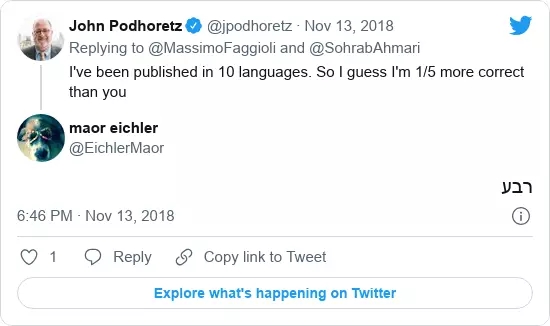 John Podhoretz @jpodhoretz · Nov 13, 2018
Replying to @MassimoFaggioli and @SohrabAhmari
I've been published in 10 languages. So I guess I'm 1/5 more correct
than you
maor eichler
@EichlerMaor
רבע
6:46 PM · Nov 13, 2018
1 Reply Copy link to Tweet
Explore what's happening on Twitter